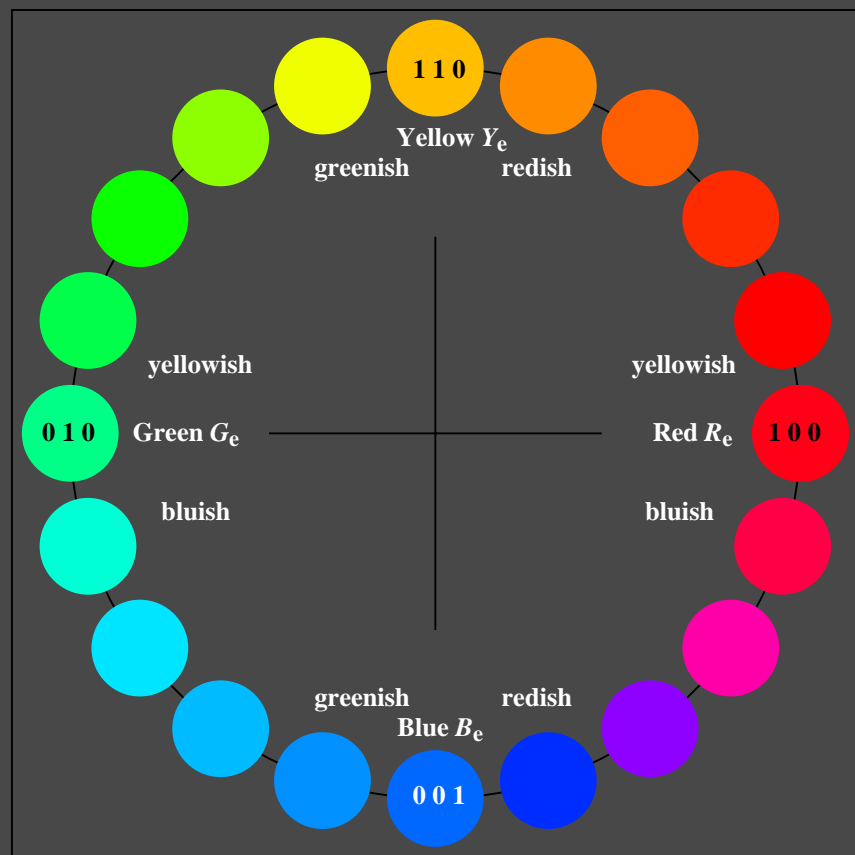 1 1 0
Yellow Ye
greenish redish
yellowish yellowish
0 1 0 Green Ge Red Re 1 0 0
bluish bluish
greenish redish
Blue Be
0 0 1